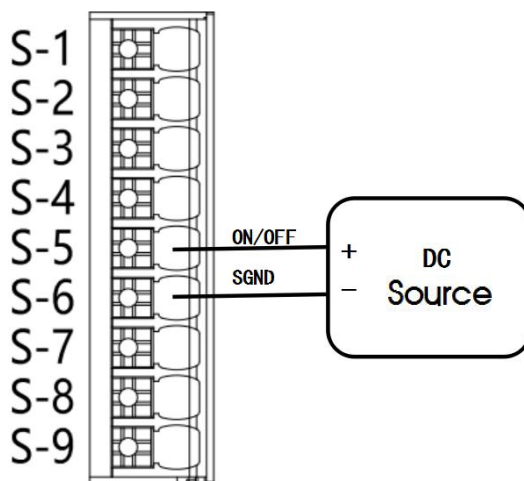 S-1
S-2
S-3
S-4
S-5
S-6
S-7
S-8
S-9
ON/OFF
SGND
+
−
DC
Source